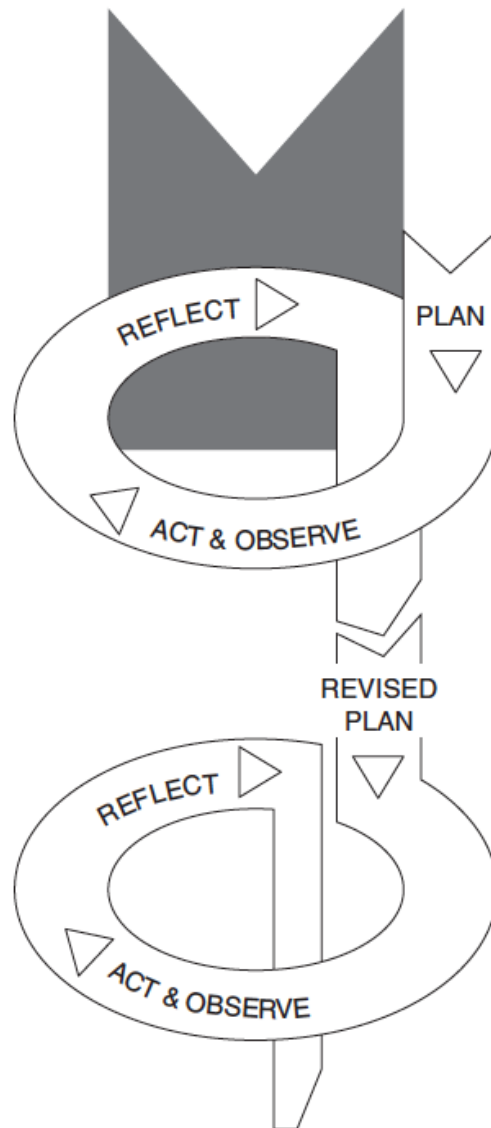 REFLECT
PLAN
ACT & OBSERVE
REVISED
PLAN
REFLECT
ACT & OBSERVE